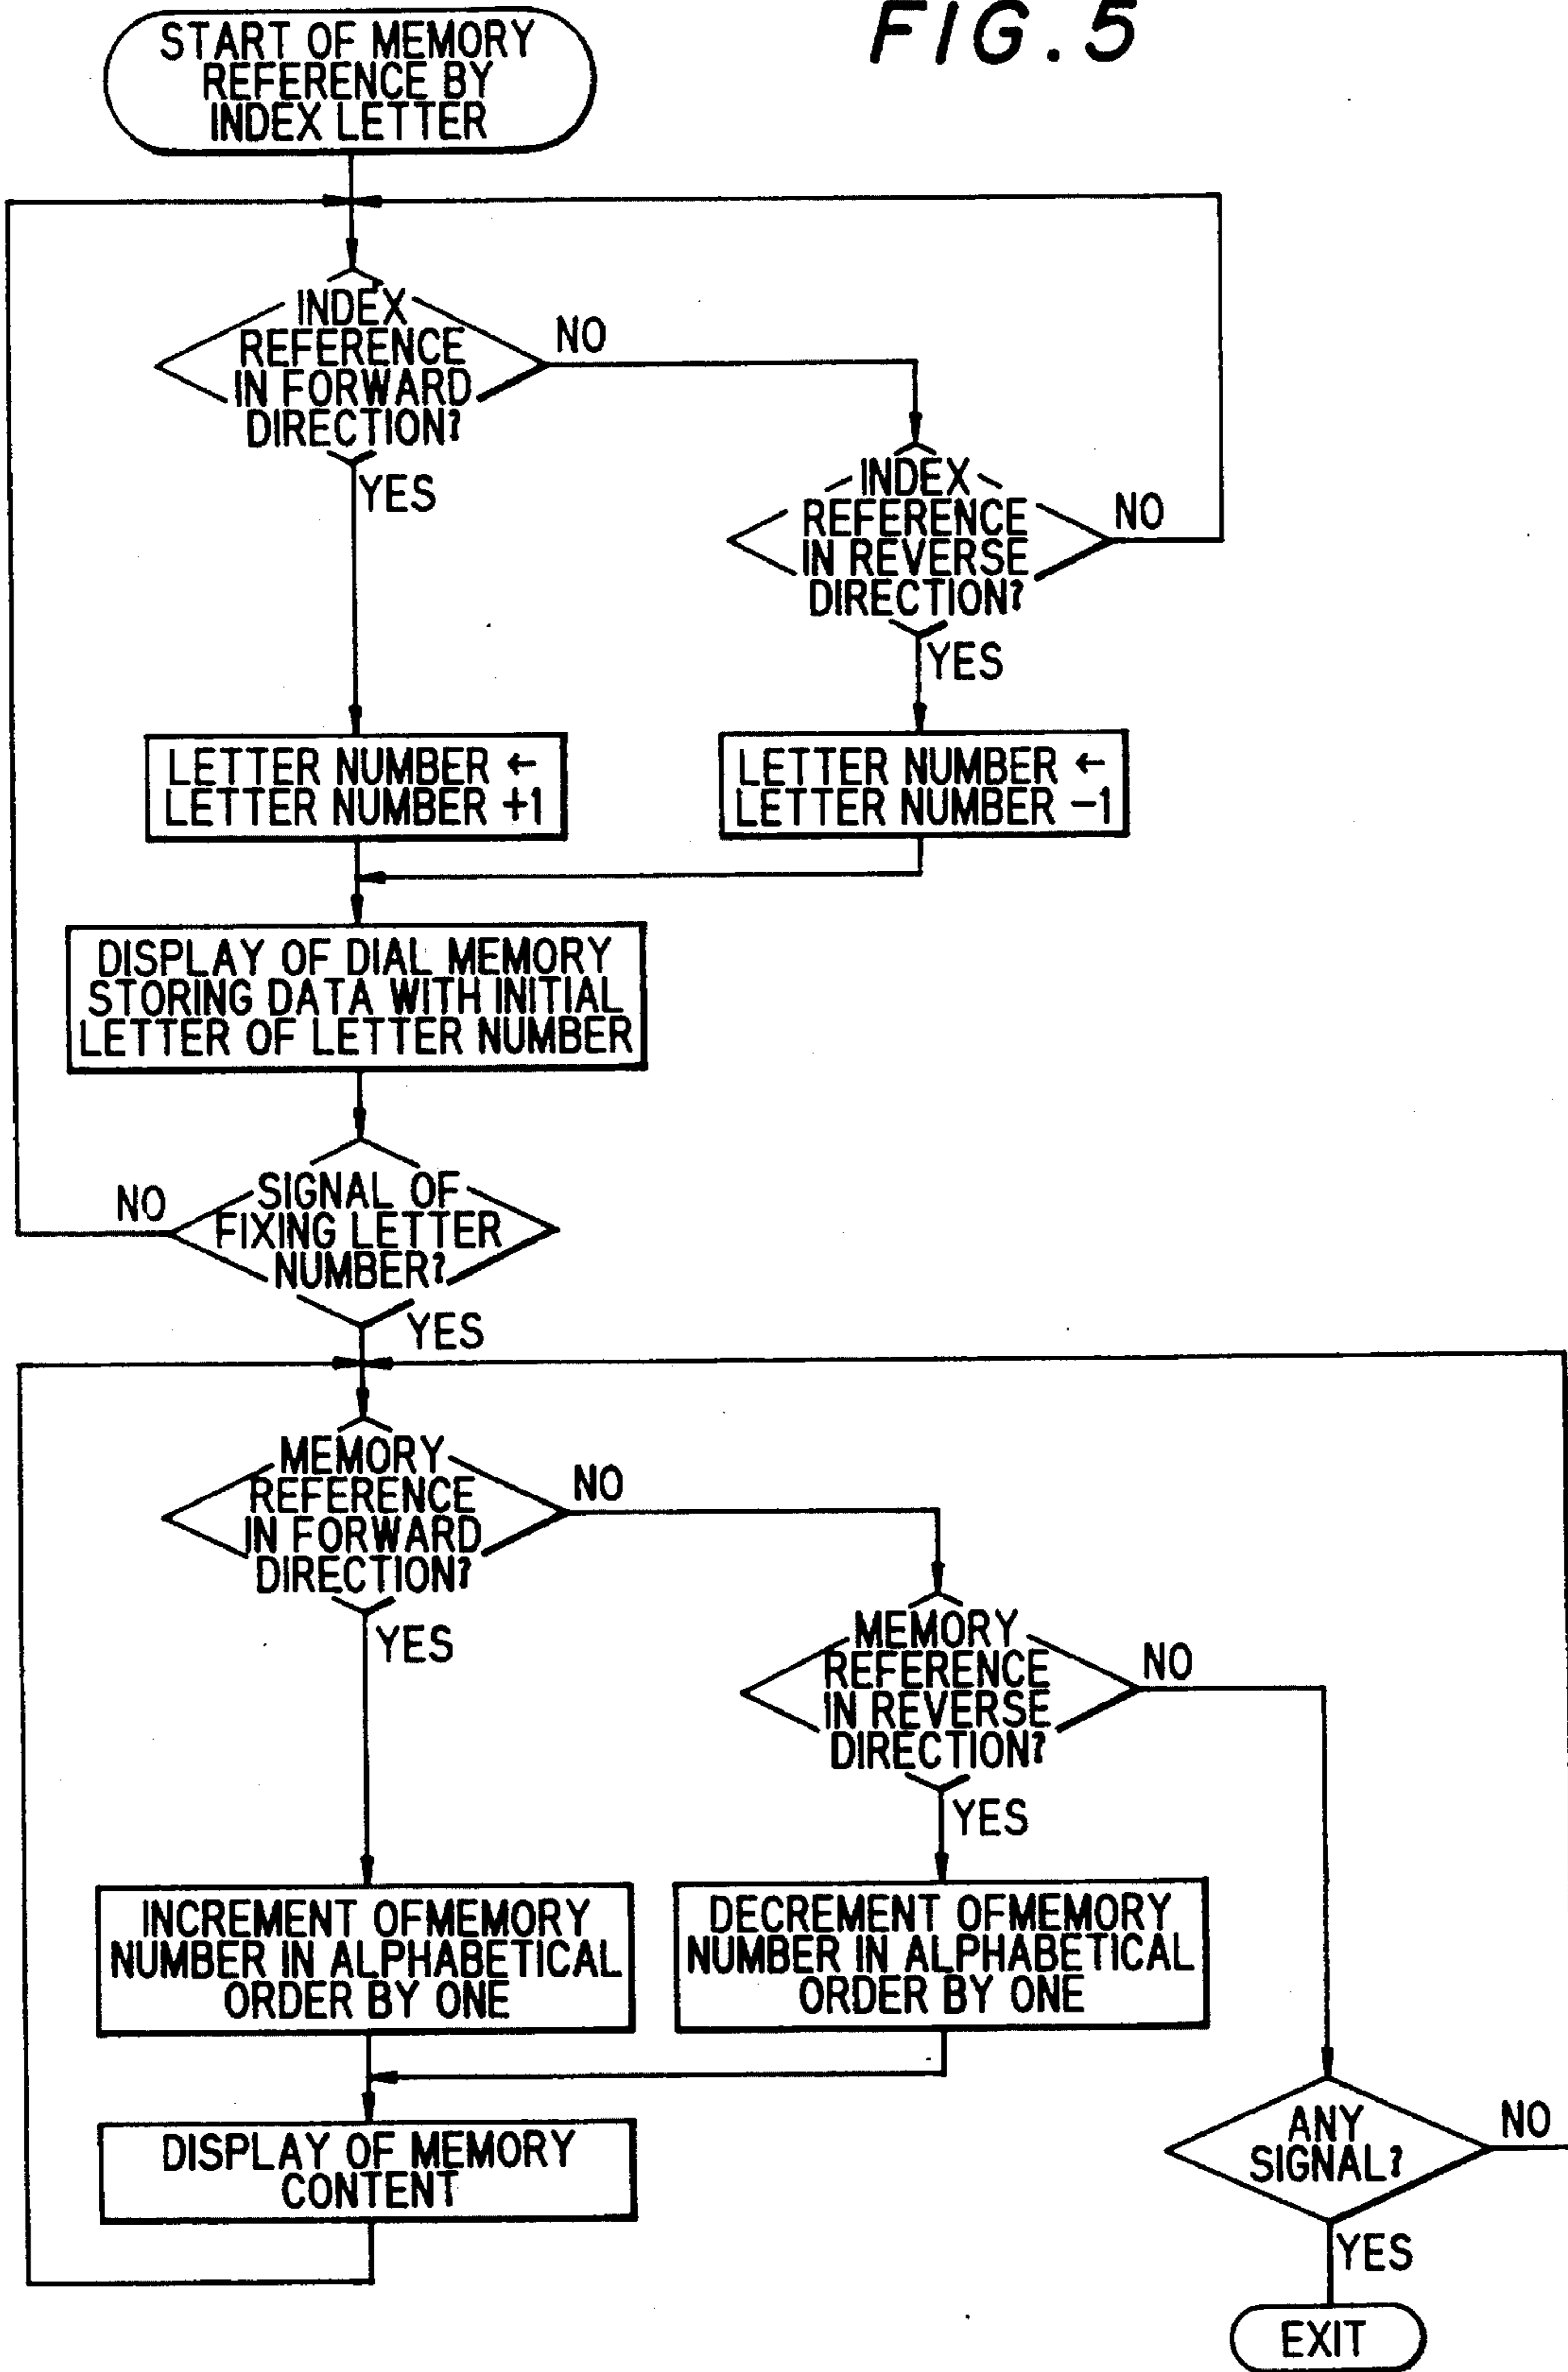 FIG. 5
START OF MEMORY
REFERENCE BY
INDEX LETTER
INDEX
REFERENCE
IN FORWARD
DIRECTION?
NO
YES
INDEX
REFERENCE
IN REVERSE
DIRECTION?
NO
YES
LETTER NUMBER ←
LETTER NUMBER +1
LETTER NUMBER ←
LETTER NUMBER −1
DISPLAY OF DIAL MEMORY
STORING DATA WITH INITIAL
LETTER OF LETTER NUMBER
SIGNAL OF
FIXING LETTER
NUMBER?
NO
YES
MEMORY
REFERENCE
IN FORWARD
DIRECTION?
NO
YES
MEMORY
REFERENCE
IN REVERSE
DIRECTION?
NO
YES
INCREMENT OFMEMORY
NUMBER IN ALPHABETICAL
ORDER BY ONE
DECREMENT OFMEMORY
NUMBER IN ALPHABETICAL
ORDER BY ONE
DISPLAY OF MEMORY
CONTENT
ANY
SIGNAL?
NO
YES
EXIT